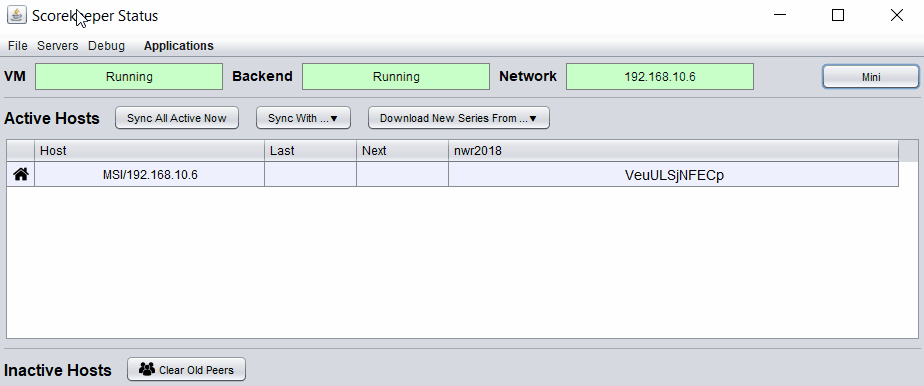 Scorekeeper Status
File Servers Debug Applications
VM Running Backend Running Network 192.168.10.6 Mini
Active Hosts Sync All Active Now Sync With ... Download New Series From ...
Host Last Next nwr2018
MSI/192.168.10.6 VeuULSjNFECp
Inactive Hosts Clear Old Peers